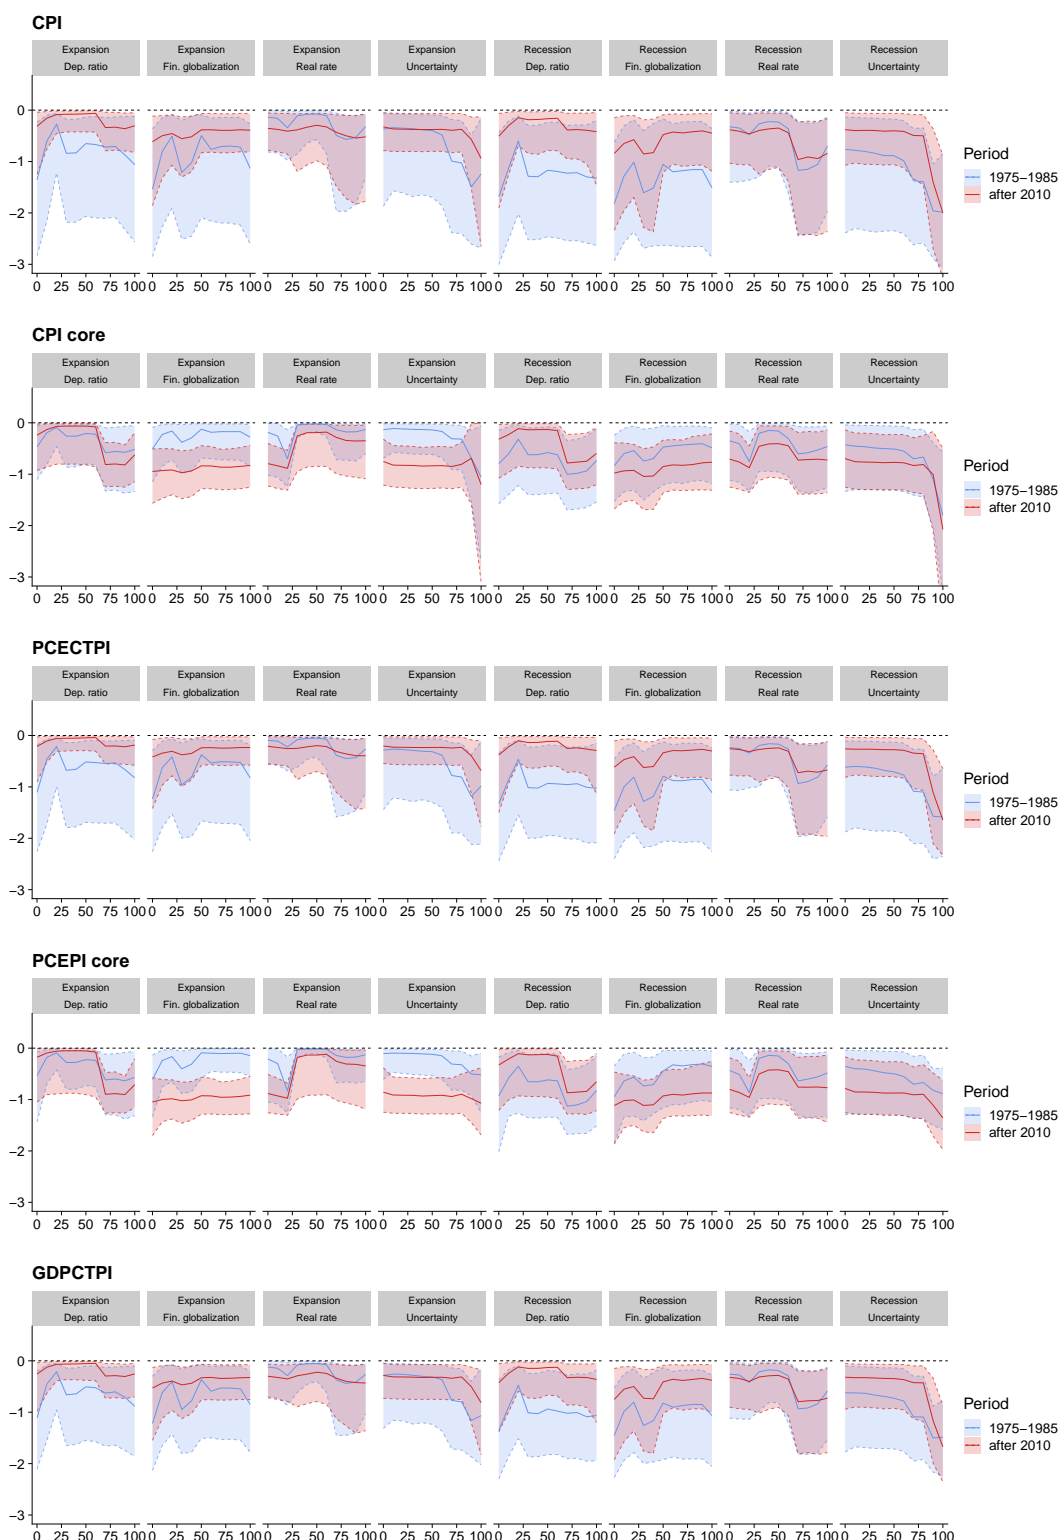 CPI
Expansion Expansion Expansion Expansion Recession Recession Recession Recession
Dep. ratio Fin. globalization Real rate Uncertainty Dep. ratio Fin. globalization Real rate Uncertainty
0
−1
−2
−3
0 25 50 75 100 0 25 50 75 100 0 25 50 75 100 0 25 50 75 100 0 25 50 75 100 0 25 50 75 100 0 25 50 75 100 0 25 50 75 100
Period
1975−1985
after 2010
CPI core
Expansion Expansion Expansion Expansion Recession Recession Recession Recession
Dep. ratio Fin. globalization Real rate Uncertainty Dep. ratio Fin. globalization Real rate Uncertainty
0
−1
−2
−3
0 25 50 75 100 0 25 50 75 100 0 25 50 75 100 0 25 50 75 100 0 25 50 75 100 0 25 50 75 100 0 25 50 75 100 0 25 50 75 100
Period
1975−1985
after 2010
PCECTPI
Expansion Expansion Expansion Expansion Recession Recession Recession Recession
Dep. ratio Fin. globalization Real rate Uncertainty Dep. ratio Fin. globalization Real rate Uncertainty
0
−1
−2
−3
0 25 50 75 100 0 25 50 75 100 0 25 50 75 100 0 25 50 75 100 0 25 50 75 100 0 25 50 75 100 0 25 50 75 100 0 25 50 75 100
Period
1975−1985
after 2010
PCEPI core
Expansion Expansion Expansion Expansion Recession Recession Recession Recession
Dep. ratio Fin. globalization Real rate Uncertainty Dep. ratio Fin. globalization Real rate Uncertainty
0
−1
−2
−3
0 25 50 75 100 0 25 50 75 100 0 25 50 75 100 0 25 50 75 100 0 25 50 75 100 0 25 50 75 100 0 25 50 75 100 0 25 50 75 100
Period
1975−1985
after 2010
GDPCTPI
Expansion Expansion Expansion Expansion Recession Recession Recession Recession
Dep. ratio Fin. globalization Real rate Uncertainty Dep. ratio Fin. globalization Real rate Uncertainty
0
−1
−2
−3
0 25 50 75 100 0 25 50 75 100 0 25 50 75 100 0 25 50 75 100 0 25 50 75 100 0 25 50 75 100 0 25 50 75 100 0 25 50 75 100
Period
1975−1985
after 2010